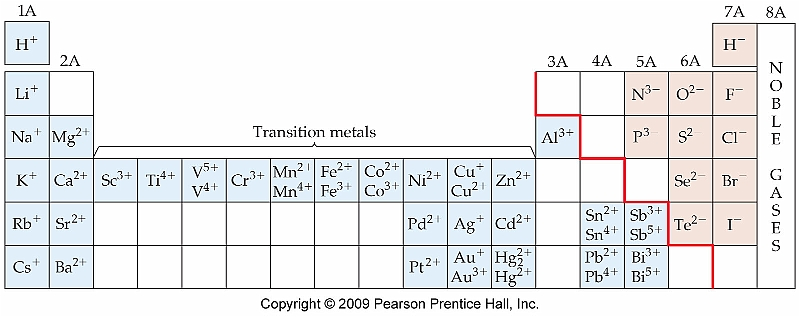 1A 7A 8A
H⁺ H⁻
2A 3A 4A 5A 6A
Li⁺ N³⁻ O²⁻ F⁻
Transition metals
Na⁺ Mg²⁺ Al³⁺ P³⁻ S²⁻ Cl⁻
K⁺ Ca²⁺ Sc³⁺ Ti⁴⁺ V⁵⁺ V⁴⁺ Cr³⁺ Mn²⁺ Mn⁴⁺ Fe²⁺ Fe³⁺ Co²⁺ Co³⁺ Ni²⁺ Cu⁺ Cu²⁺ Zn²⁺ Se²⁻ Br⁻
Rb⁺ Sr²⁺ Pd²⁺ Ag⁺ Cd²⁺ Sn²⁺ Sn⁴⁺ Sb³⁺ Sb⁵⁺ Te²⁻ I⁻
Cs⁺ Ba²⁺ Pt²⁺ Au⁺ Au³⁺ Hg₂²⁺ Hg²⁺ Pb²⁺ Pb⁴⁺ Bi³⁺ Bi⁵⁺
NOBLE GASES
Copyright © 2009 Pearson Prentice Hall, Inc.